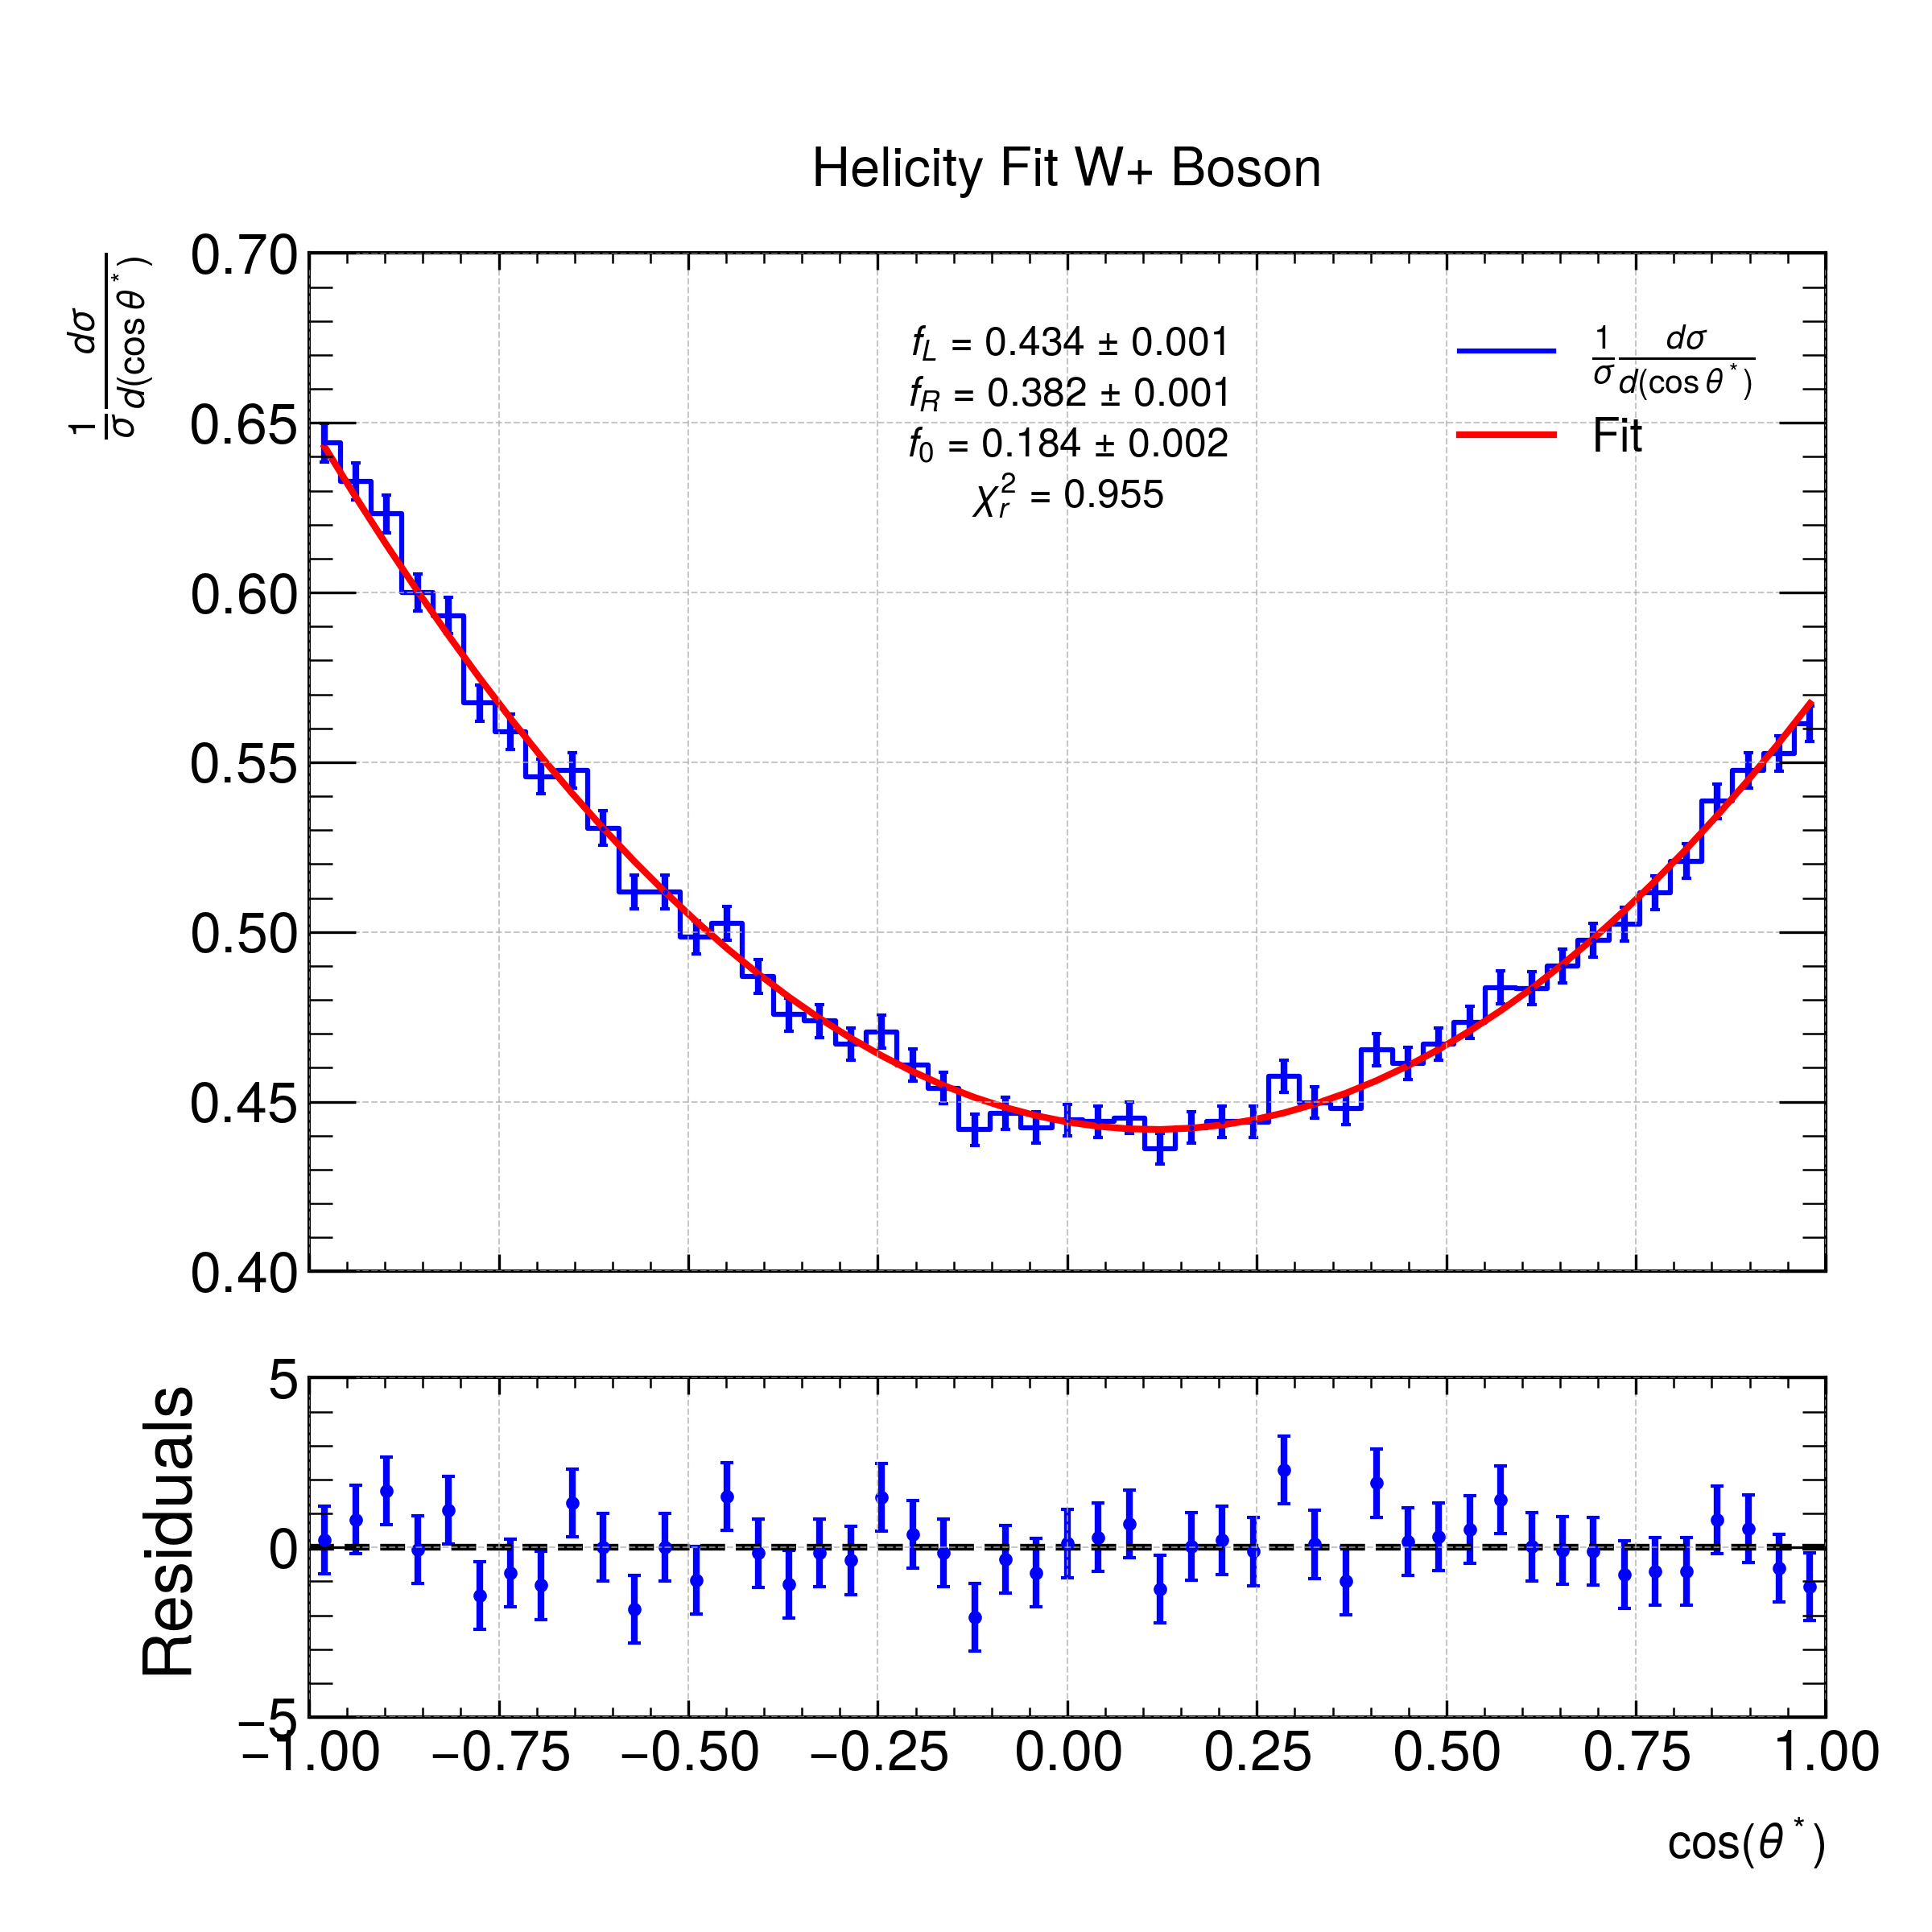 Helicity Fit W+ Boson
1/σ dσ/d(cos θ*)
0.70
0.65
0.60
0.55
0.50
0.45
0.40
f_L = 0.434 ± 0.001
f_R = 0.382 ± 0.001
f_0 = 0.184 ± 0.002
χ_r^2 = 0.955
1/σ dσ/d(cos θ*)
Fit
Residuals
5
0
−5
−1.00 −0.75 −0.50 −0.25 0.00 0.25 0.50 0.75 1.00
cos(θ*)